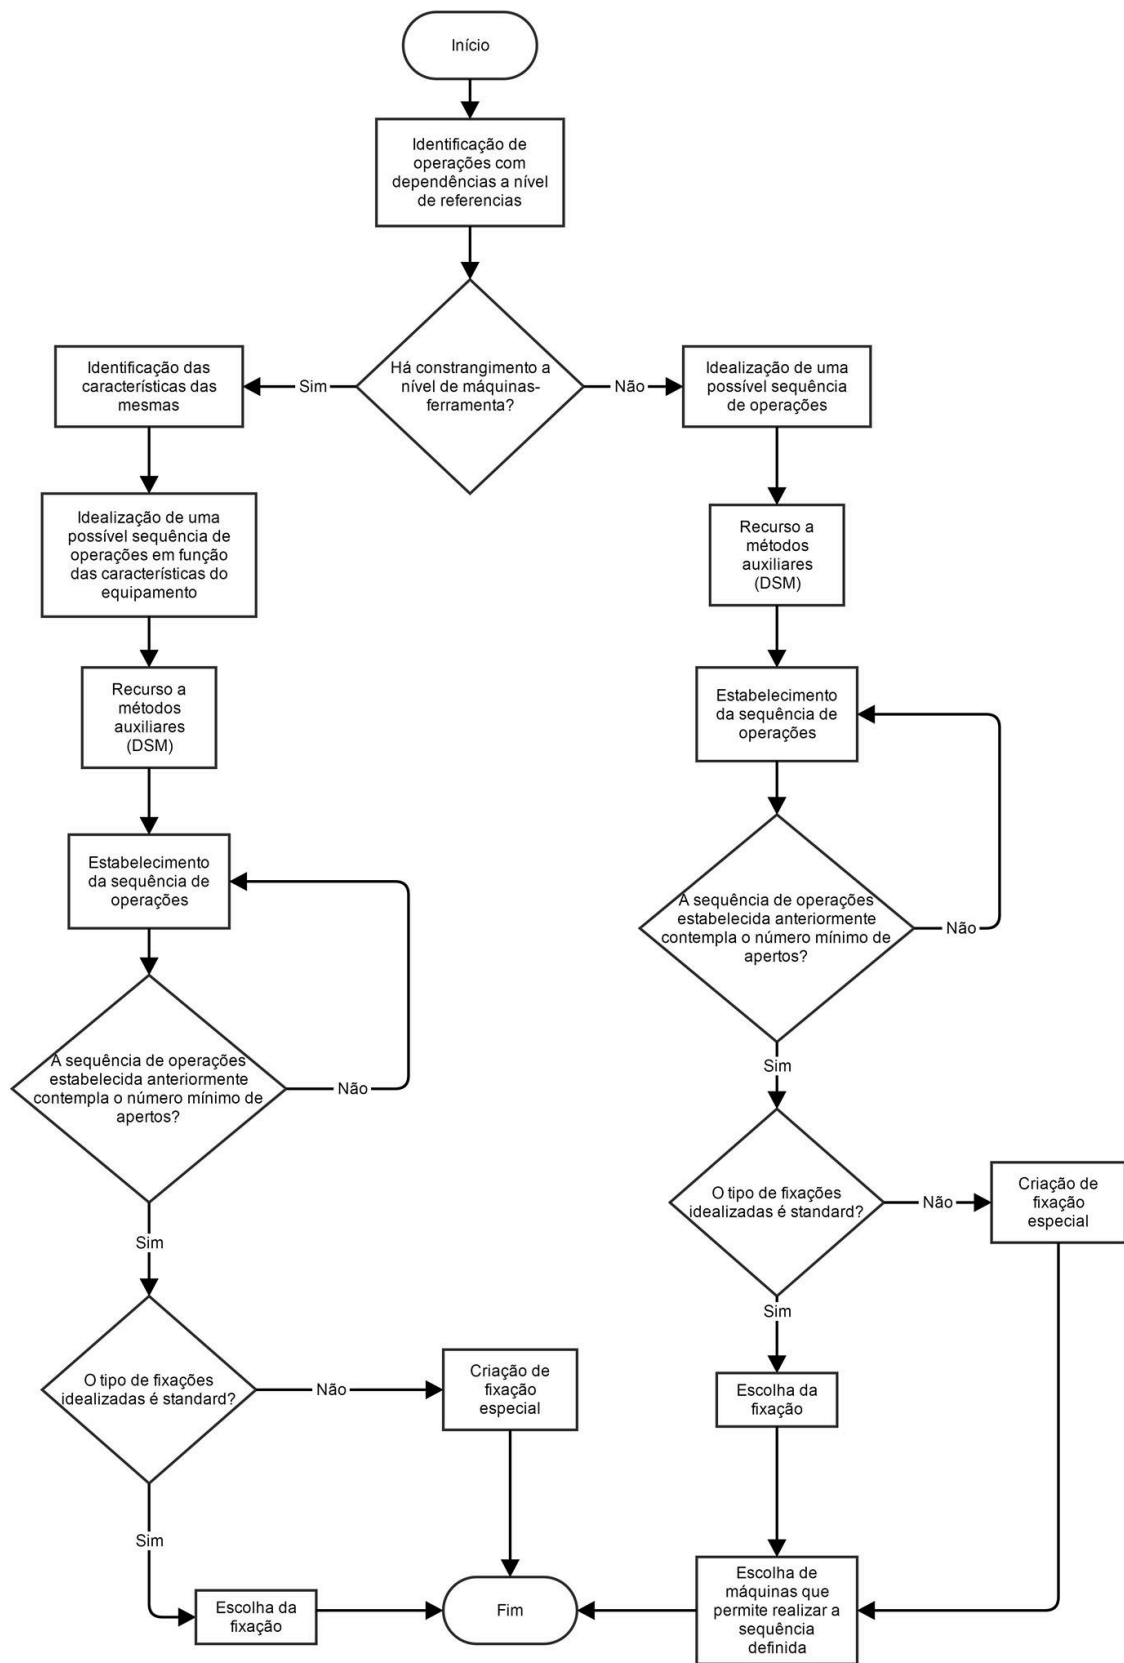 Início
Identificação de
operações com
dependências a nível
de referencias
Há constrangimento a
nível de máquinas-
ferramenta?
Sim
Não
Identificação das
características das
mesmas
Idealização de uma
possível sequência de
operações em função
das características do
equipamento
Recurso a
métodos
auxiliares
(DSM)
Estabelecimento
da sequência de
operações
A sequência de operações
estabelecida anteriormente
contempla o número mínimo de
apertos?
Não
Sim
O tipo de fixações
idealizadas é standard?
Não
Criação de
fixação
especial
Sim
Escolha da
fixação
Fim
Idealização de uma
possível sequência
de operações
Recurso a
métodos
auxiliares
(DSM)
Estabelecimento
da sequência de
operações
A sequência de operações
estabelecida anteriormente
contempla o número mínimo de
apertos?
Não
Sim
O tipo de fixações
idealizadas é standard?
Não
Criação de
fixação
especial
Sim
Escolha da
fixação
Escolha de
máquinas que
permite realizar a
sequência
definida